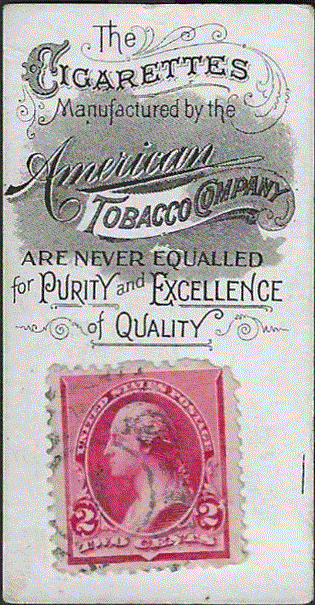 The
CIGARETTES
Manufactured by the
American
TOBACCO COMPANY
ARE NEVER EQUALLED
for PURITY and EXCELLENCE
of QUALITY
UNITED STATES POSTAGE
2 2
TWO CENTS